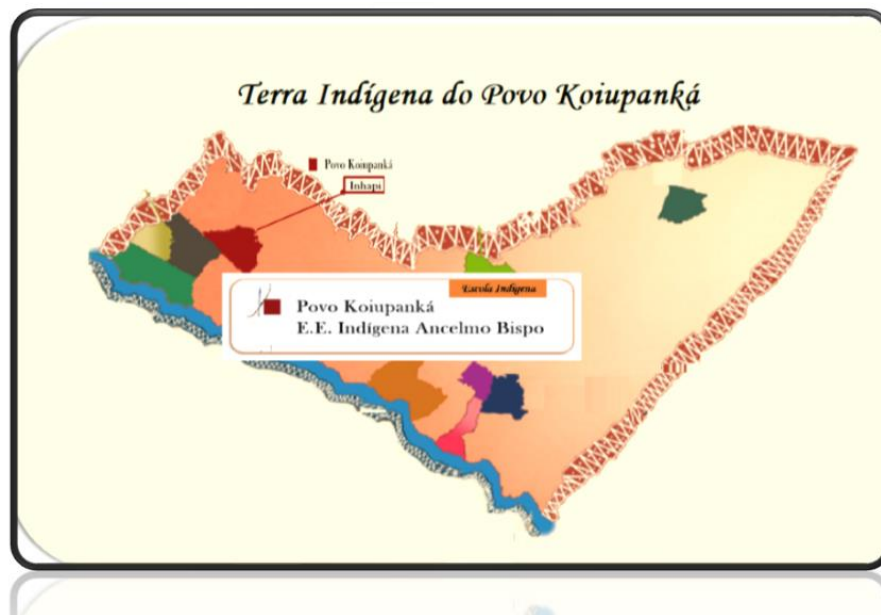 Terra Indígena do Povo Koiupanká
Povo Koiupanká
Inhapi
Escola Indígena
Povo Koiupanká
E.E. Indígena Ancelmo Bispo